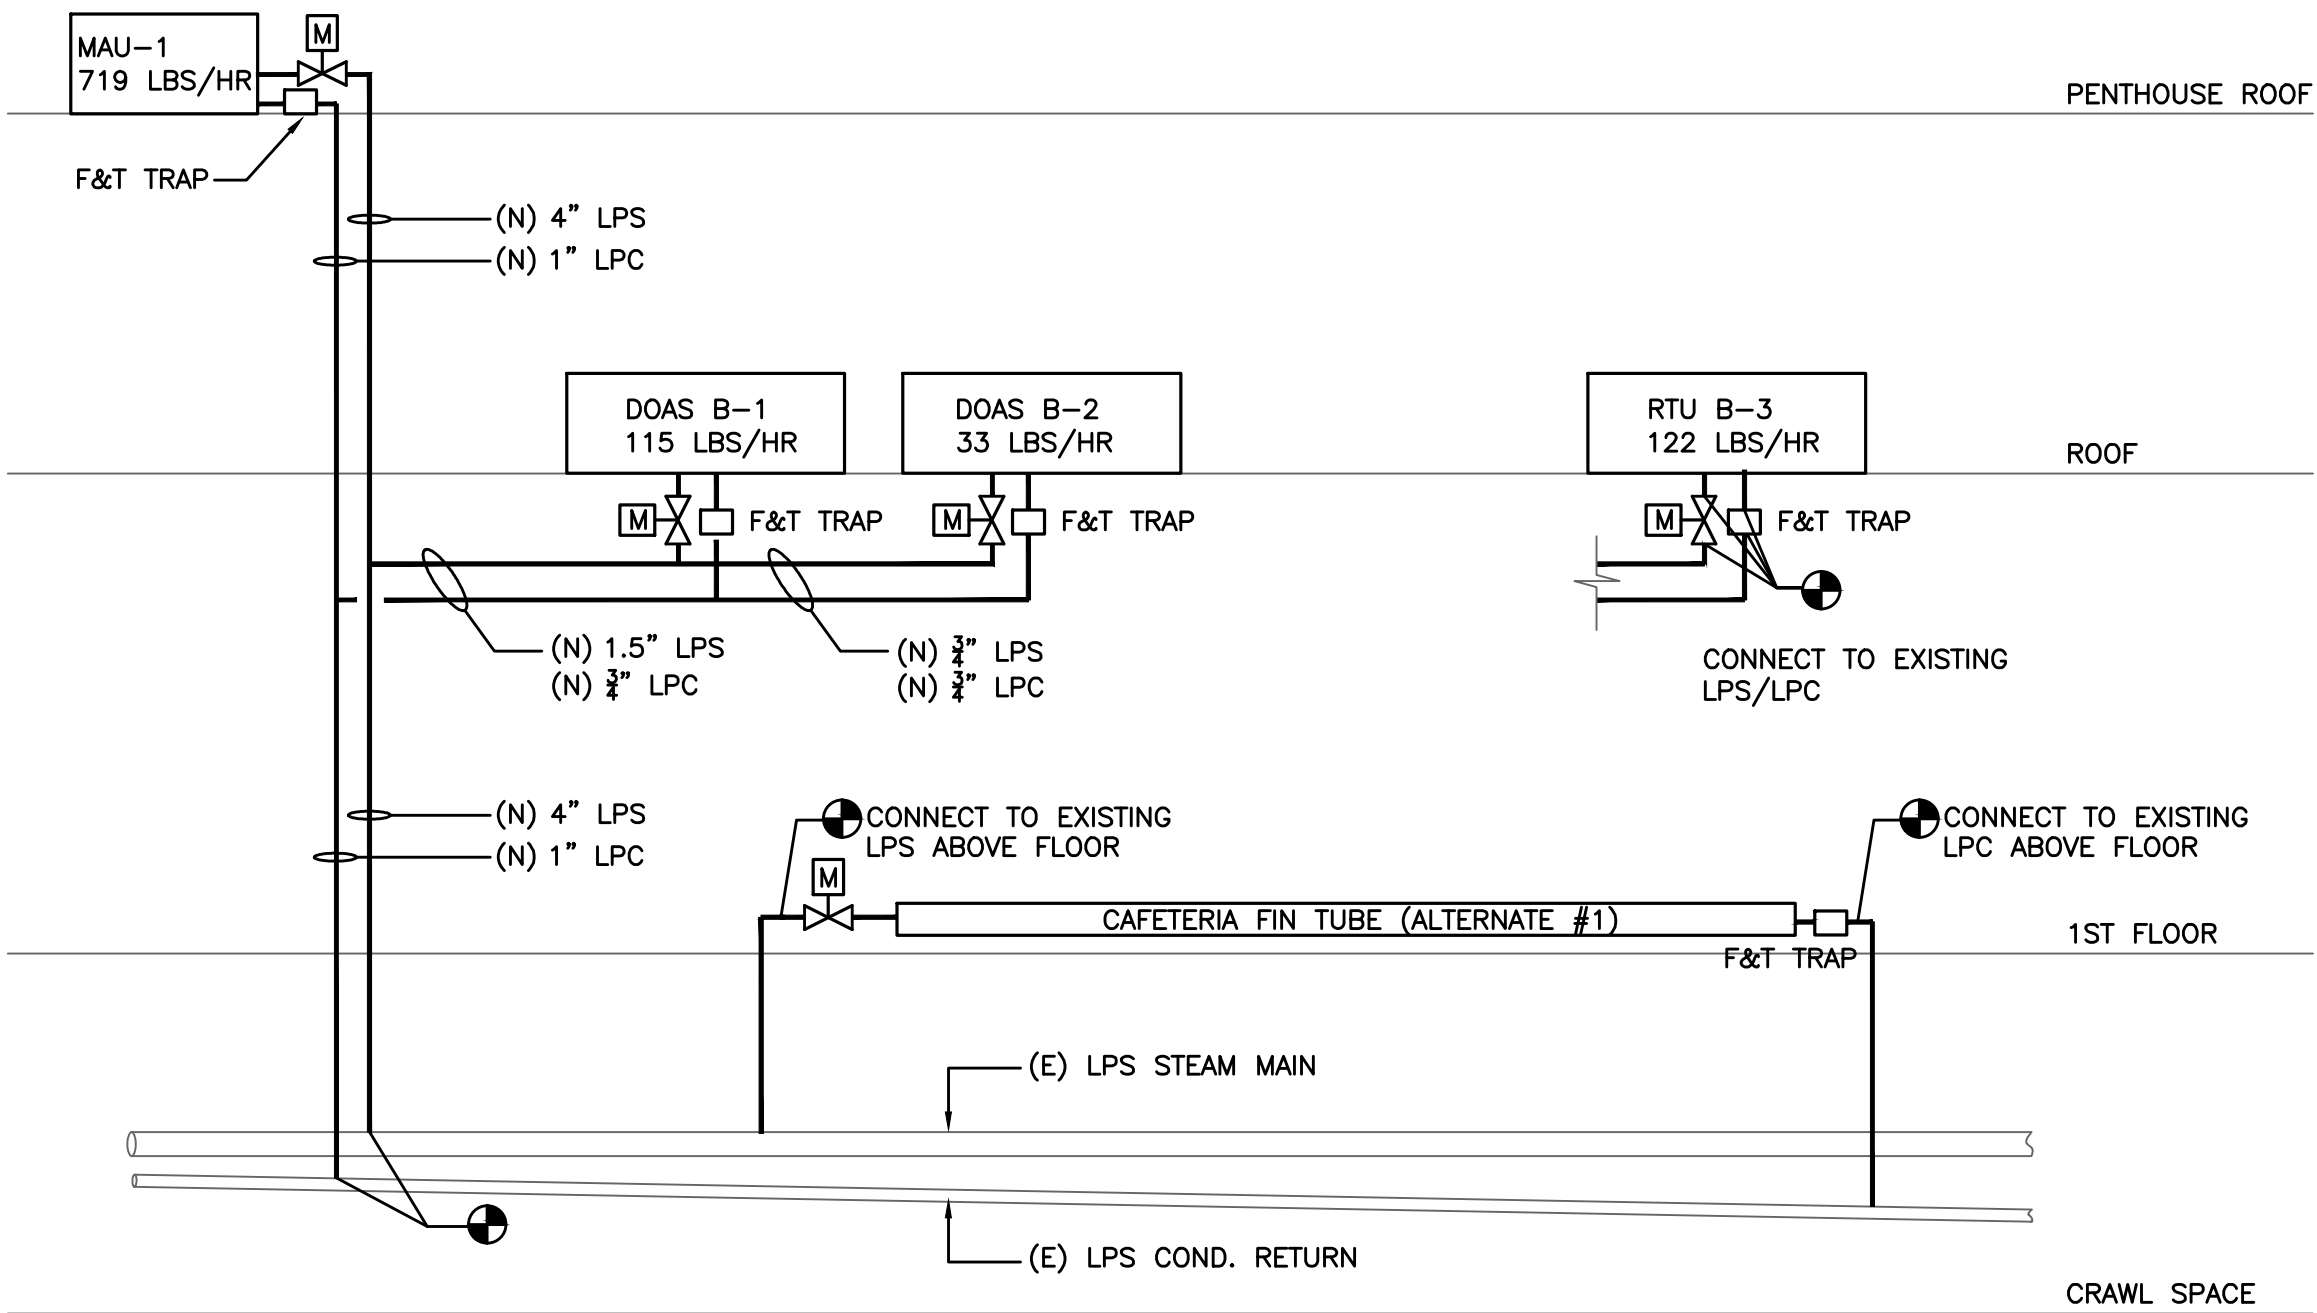 MAU-1
719 LBS/HR
M
PENTHOUSE ROOF
F&T TRAP
(N) 4" LPS
(N) 1" LPC
DOAS B-1
115 LBS/HR
DOAS B-2
33 LBS/HR
RTU B-3
122 LBS/HR
ROOF
M
F&T TRAP
M
F&T TRAP
M
F&T TRAP
(N) 1.5" LPS
(N) 3/4" LPC
(N) 3/4" LPS
(N) 3/4" LPC
CONNECT TO EXISTING
LPS/LPC
(N) 4" LPS
(N) 1" LPC
CONNECT TO EXISTING
LPS ABOVE FLOOR
CONNECT TO EXISTING
LPC ABOVE FLOOR
M
CAFETERIA FIN TUBE (ALTERNATE #1)
F&T TRAP
1ST FLOOR
(E) LPS STEAM MAIN
(E) LPS COND. RETURN
CRAWL SPACE